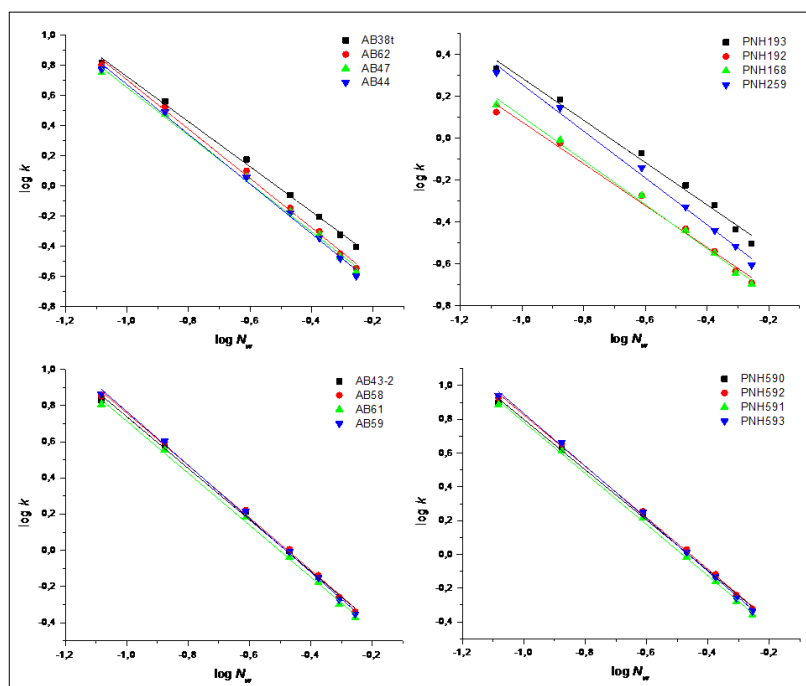 1,0
0,8
0,6
0,4
0,2
0,0
-0,2
-0,4
-0,6
-0,8
log k
-1,2
-1,0
-0,8
-0,6
-0,4
-0,2
log Nw
AB38t
AB62
AB47
AB44
0,4
0,2
0,0
-0,2
-0,4
-0,6
-0,8
log k
-1,2
-1,0
-0,8
-0,6
-0,4
-0,2
log Nw
PNH193
PNH192
PNH168
PNH259
1,0
0,8
0,6
0,4
0,2
0,0
-0,2
-0,4
log k
-1,2
-1,0
-0,8
-0,6
-0,4
-0,2
log Nw
AB43-2
AB58
AB61
AB59
1,0
0,8
0,6
0,4
0,2
0,0
-0,2
-0,4
log k
-1,2
-1,0
-0,8
-0,6
-0,4
-0,2
log Nw
PNH590
PNH592
PNH591
PNH593